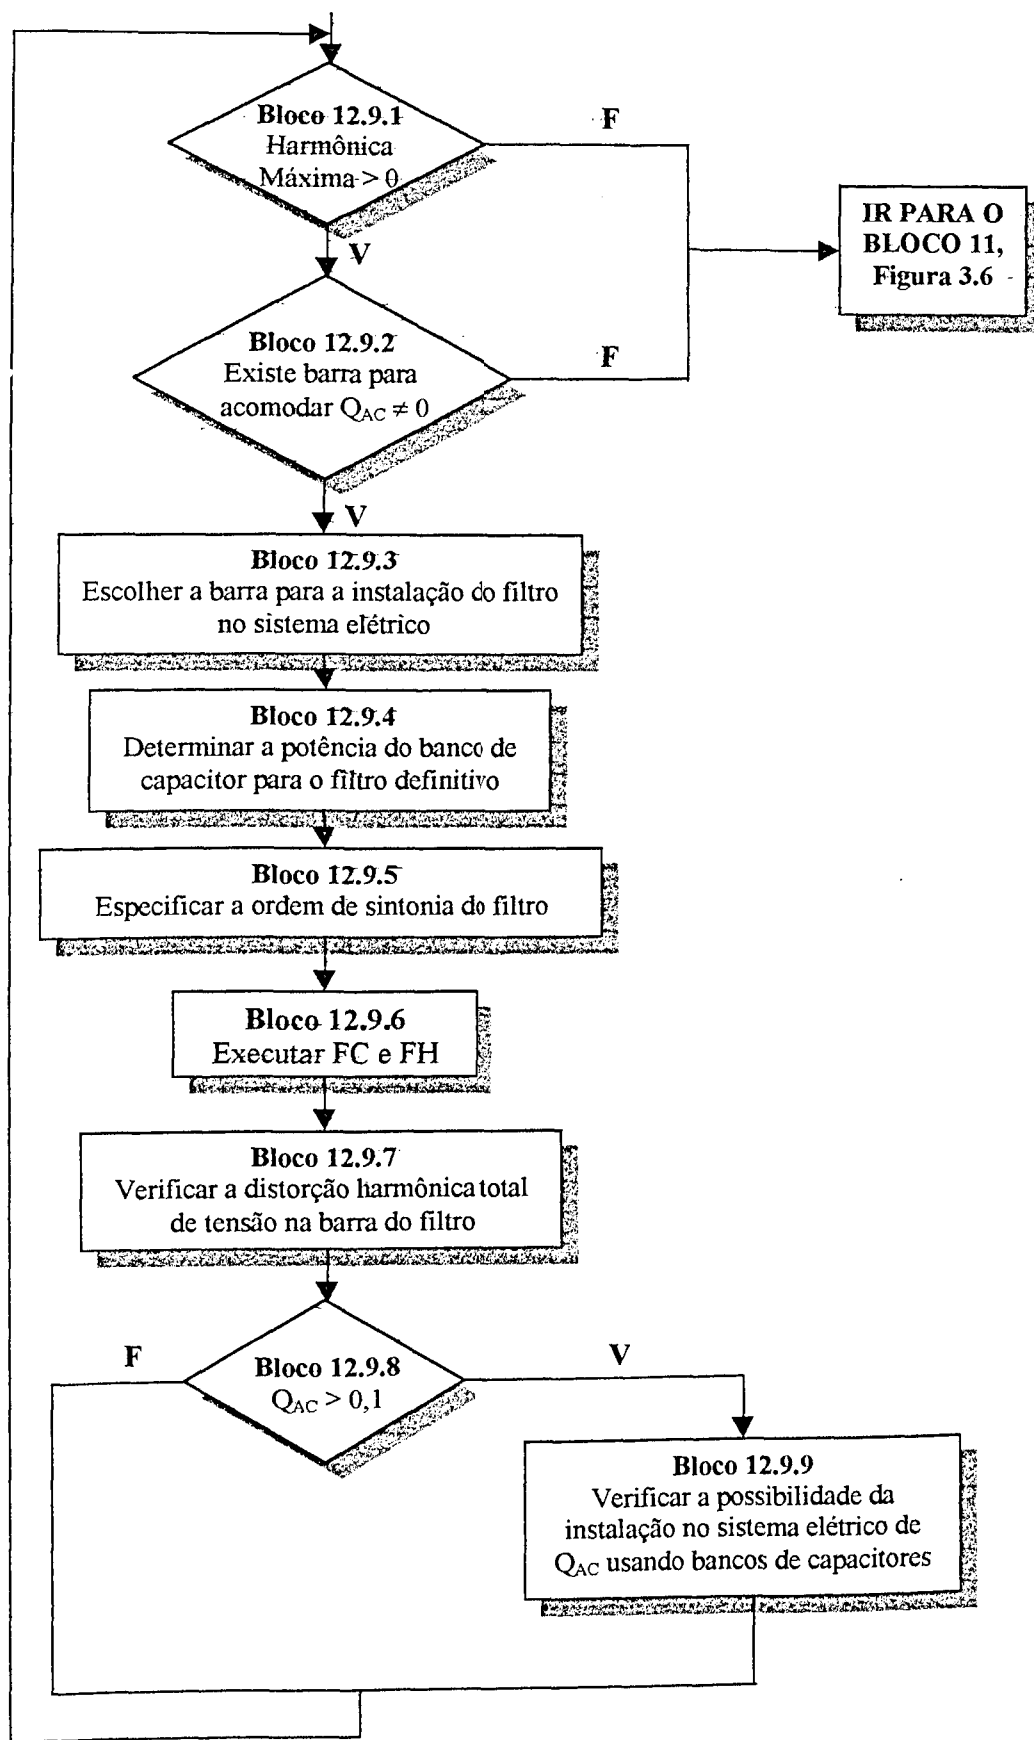 Bloco 12.9.1
Harmônica
Máxima > 0
F
V
IR PARA O
BLOCO 11,
Figura 3.6
Bloco 12.9.2
Existe barra para
acomodar QAC ≠ 0
F
V
Bloco 12.9.3
Escolher a barra para a instalação do filtro
no sistema elétrico
Bloco 12.9.4
Determinar a potência do banco de
capacitor para o filtro definitivo
Bloco 12.9.5
Especificar a ordem de sintonia do filtro
Bloco 12.9.6
Executar FC e FH
Bloco 12.9.7
Verificar a distorção harmônica total
de tensão na barra do filtro
F
Bloco 12.9.8
QAC > 0,1
V
Bloco 12.9.9
Verificar a possibilidade da
instalação no sistema elétrico de
QAC usando bancos de capacitores